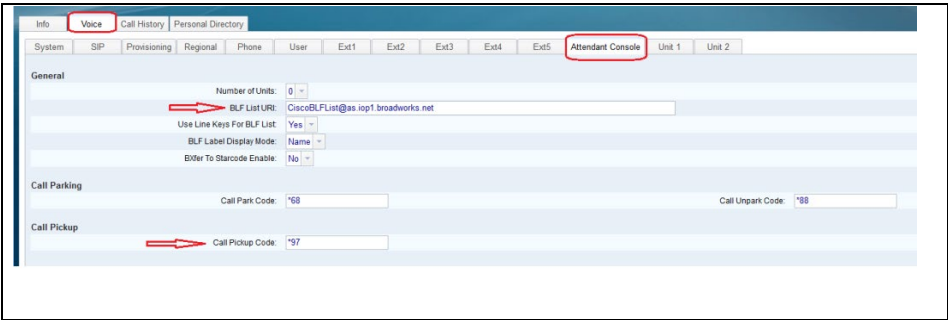 Info Voice Call History Personal Directory
System SIP Provisioning Regional Phone User Ext1 Ext2 Ext3 Ext4 Ext5 Attendant Console Unit 1 Unit 2
General
Number of Units: 0
BLF List URI: CiscoBLFList@as.iop1.broadworks.net
Use Line Keys For BLF List: Yes
BLF Label Display Mode: Name
BXfer To Starcode Enable: No
Call Parking
Call Park Code: *68 Call Unpark Code: *88
Call Pickup
Call Pickup Code: *97